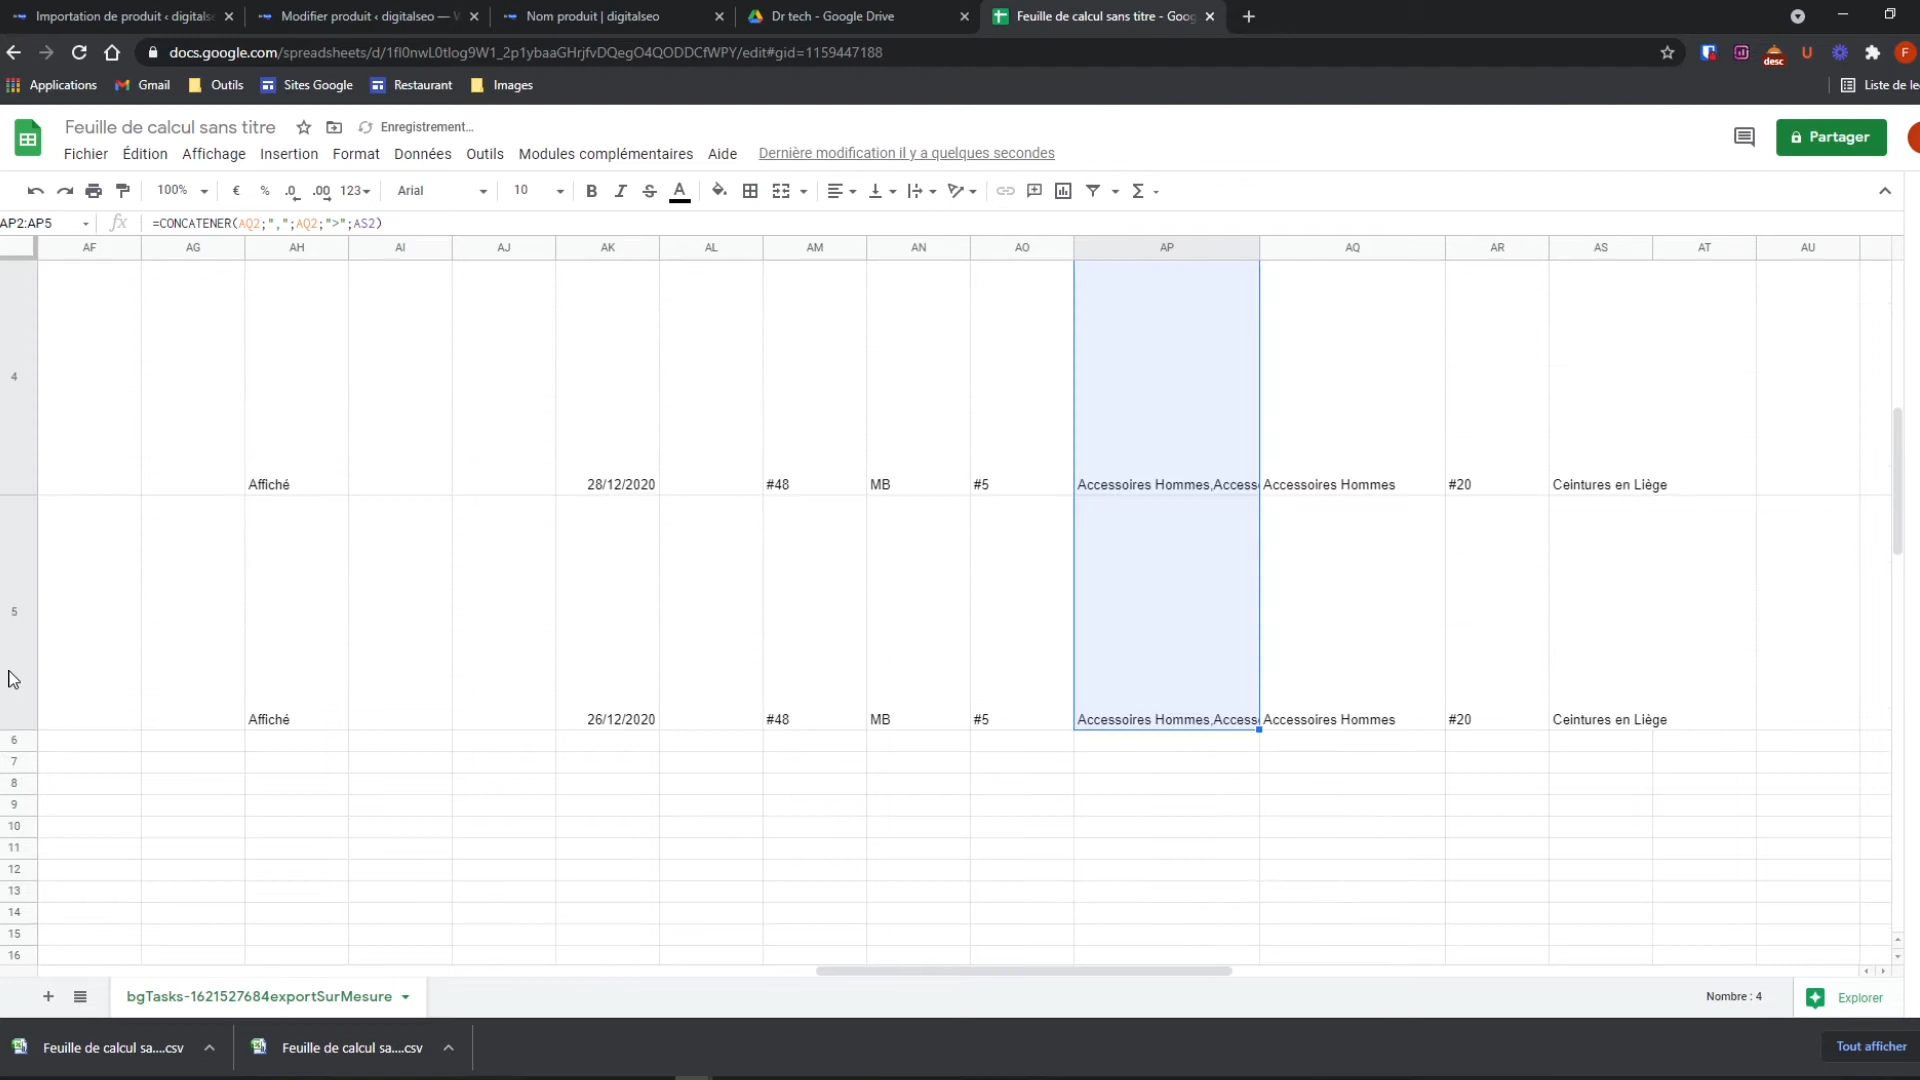 Importation de produit ‹ digitalse
Modifier produit ‹ digitalseo —
Nom produit | digitalseo
Dr tech - Google Drive
Feuille de calcul sans titre - Goog
docs.google.com/spreadsheets/d/1fI0nwL0tIog9W1_2p1ybaaGHrjfvDQegO4QODDCfWPY/edit#gid=1159447188
desc
U
F
Applications
Gmail
Outils
Sites Google
Restaurant
Images
Liste de le
Feuille de calcul sans titre
Enregistrement...
Partager
Fichier Édition Affichage Insertion Format Données Outils Modules complémentaires Aide Dernière modification il y a quelques secondes
100% € % .0 .00 123 Arial 10 B I S A Σ
AP2:AP5 fx =CONCATENER(AQ2;",";AQ2;">";AS2)
AF AG AH AI AJ AK AL AM AN AO AP AQ AR AS AT AU
4
Affiché 28/12/2020 #48 MB #5 Accessoires Hommes,Access Accessoires Hommes #20 Ceintures en Liège
5
Affiché 26/12/2020 #48 MB #5 Accessoires Hommes,Access Accessoires Hommes #20 Ceintures en Liège
6
7
8
9
10
11
12
13
14
15
16
bgTasks-1621527684exportSurMesure
Nombre : 4
Explorer
Feuille de calcul sa....csv
Feuille de calcul sa....csv
Tout afficher